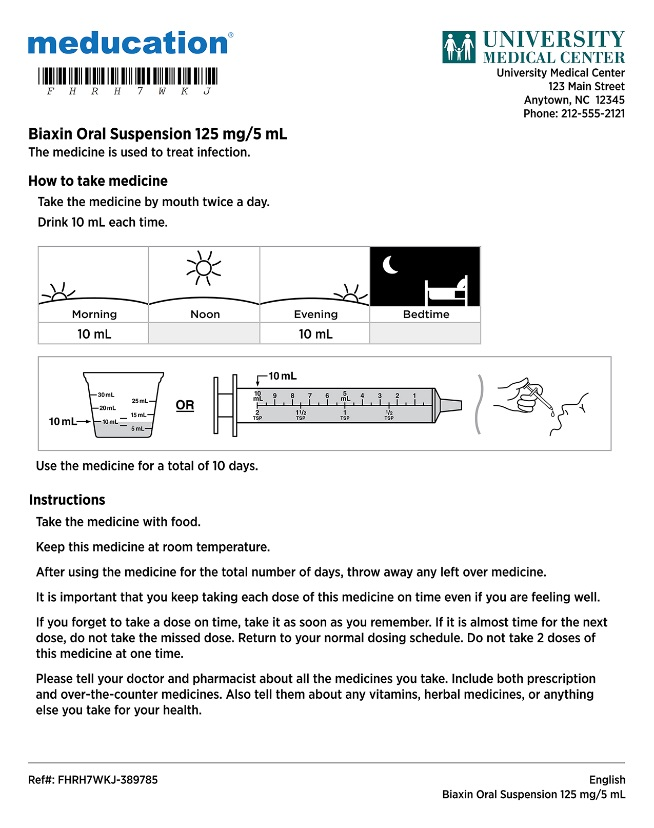 meducation®
F H R H 7 W K J
UNIVERSITY
MEDICAL CENTER
University Medical Center
123 Main Street
Anytown, NC 12345
Phone: 212-555-2121
Biaxin Oral Suspension 125 mg/5 mL
The medicine is used to treat infection.
How to take medicine
Take the medicine by mouth twice a day.
Drink 10 mL each time.
Morning Noon Evening Bedtime
10 mL 10 mL
30 mL
25 mL
20 mL
15 mL
10 mL
10 mL
5 mL
OR
10 mL
10 mL 9 8 7 6 5 mL 4 3 2 1
2 TSP 1 1/2 TSP 1 TSP 1/2 TSP
Use the medicine for a total of 10 days.
Instructions
Take the medicine with food.
Keep this medicine at room temperature.
After using the medicine for the total number of days, throw away any left over medicine.
It is important that you keep taking each dose of this medicine on time even if you are feeling well.
If you forget to take a dose on time, take it as soon as you remember. If it is almost time for the next
dose, do not take the missed dose. Return to your normal dosing schedule. Do not take 2 doses of
this medicine at one time.
Please tell your doctor and pharmacist about all the medicines you take. Include both prescription
and over-the-counter medicines. Also tell them about any vitamins, herbal medicines, or anything
else you take for your health.
Ref#: FHRH7WKJ-389785
English
Biaxin Oral Suspension 125 mg/5 mL